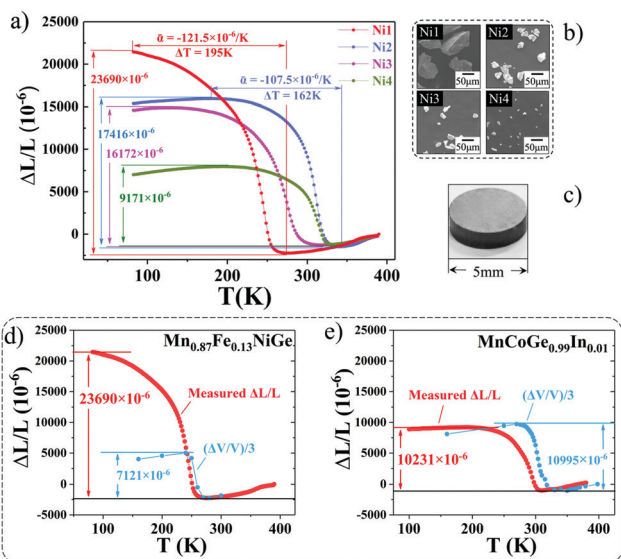 a)
ᾱ = -121.5×10⁻⁶/K
ΔT = 195K
ᾱ = -107.5×10⁻⁶/K
ΔT = 162K
Ni1
Ni2
Ni3
Ni4
23690×10⁻⁶
17416×10⁻⁶
16172×10⁻⁶
9171×10⁻⁶
ΔL/L (10⁻⁶)
25000
20000
15000
10000
5000
0
-5000
100 200 300 400
T(K)
b)
Ni1
50μm
Ni2
50μm
Ni3
50μm
Ni4
50μm
c)
5mm
d)
Mn0.87Fe0.13NiGe
23690×10⁻⁶
Measured ΔL/L
(ΔV/V)/3
7121×10⁻⁶
ΔL/L (10⁻⁶)
25000
20000
15000
10000
5000
0
-5000
100 200 300 400
T (K)
e)
MnCoGe0.99In0.01
Measured ΔL/L
(ΔV/V)/3
10231×10⁻⁶
10995×10⁻⁶
ΔL/L (10⁻⁶)
25000
20000
15000
10000
5000
0
-5000
100 200 300 400
T (K)